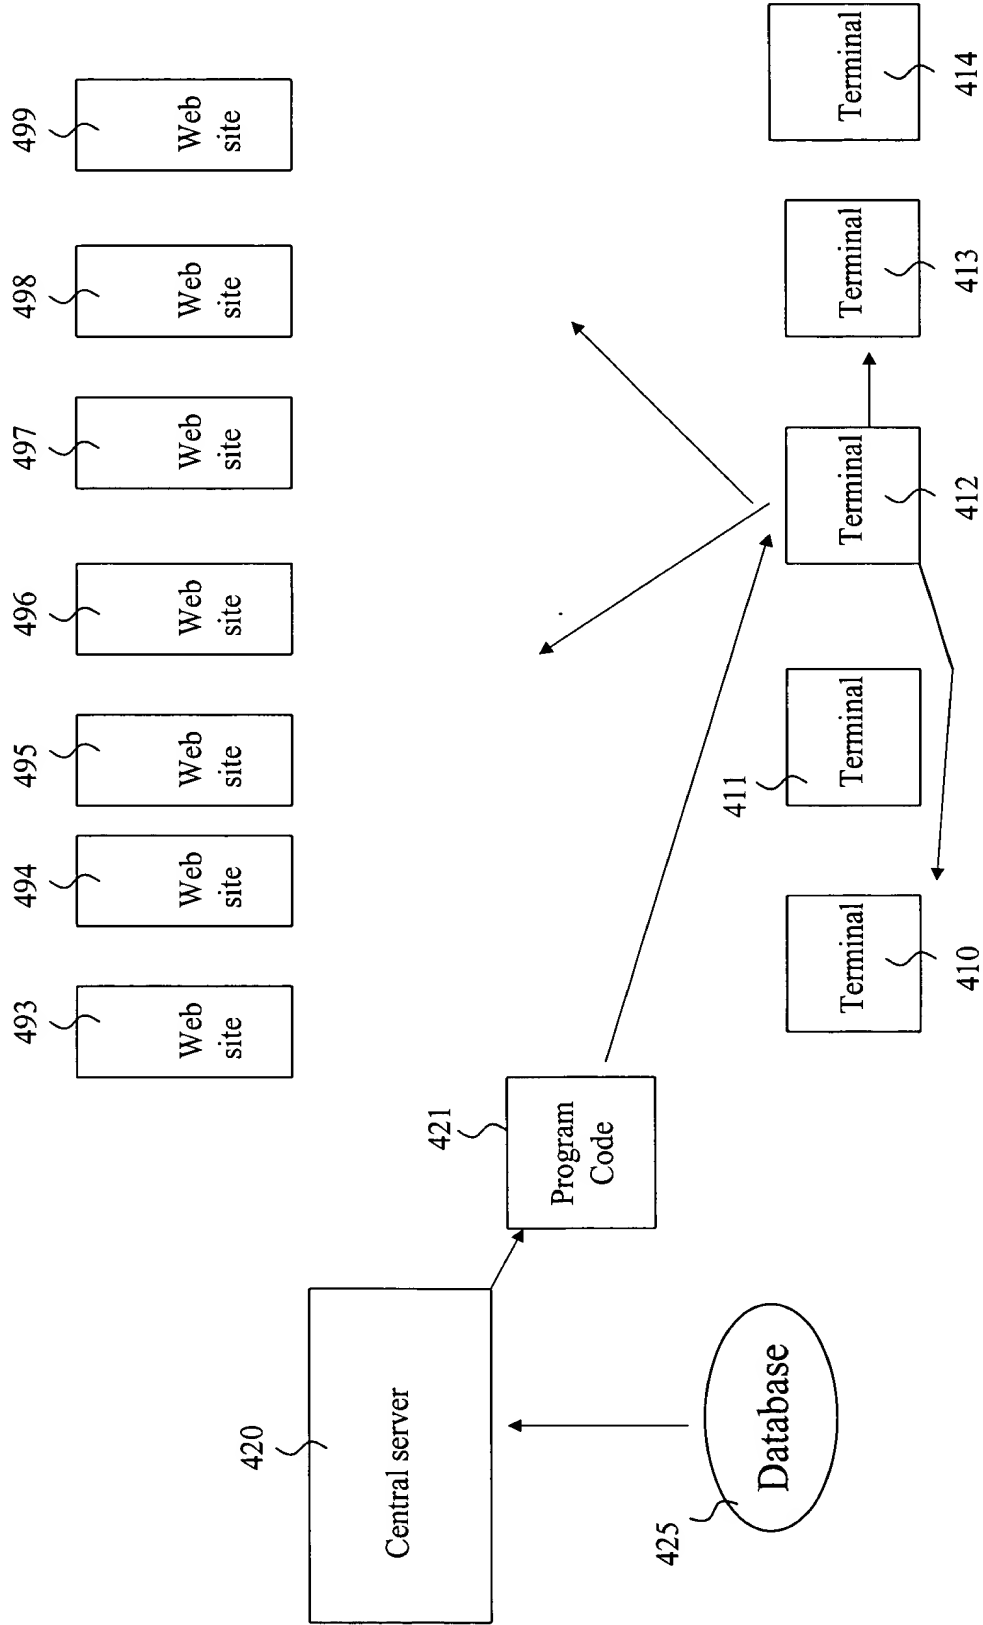 493
494
495
496
497
498
499
Web
site
Web
site
Web
site
Web
site
Web
site
Web
site
Web
site
420
Central server
421
Program
Code
425
Database
411
Terminal
Terminal
Terminal
Terminal
Terminal
410
412
413
414